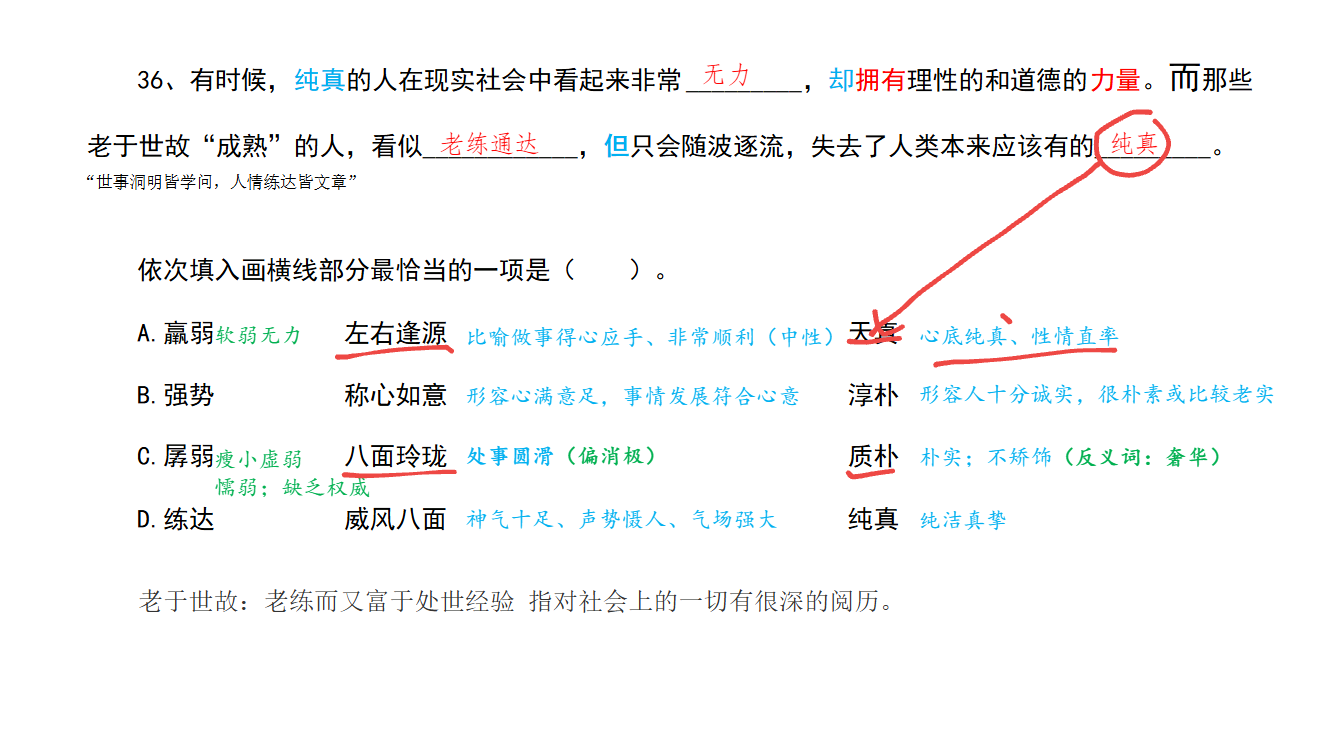 36、有时候，纯真的人在现实社会中看起来非常 无力 ，却拥有理性的和道德的力量。而那些
老于世故“成熟”的人，看似 老练通达 ，但只会随波逐流，失去了人类本来应该有的 纯真 。
“世事洞明皆学问，人情练达皆文章”
依次填入画横线部分最恰当的一项是（　　）。
A.羸弱 软弱无力 左右逢源 比喻做事得心应手、非常顺利（中性） 天真 心底纯真、性情直率
B.强势 称心如意 形容心满意足，事情发展符合心意 淳朴 形容人十分诚实，很朴素或比较老实
C.孱弱 瘦小虚弱 八面玲珑 处事圆滑（偏消极） 质朴 朴实；不矫饰（反义词：奢华）
懦弱；缺乏权威
D.练达 威风八面 神气十足、声势慑人、气场强大 纯真 纯洁真挚
老于世故：老练而又富于处世经验 指对社会上的一切有很深的阅历。